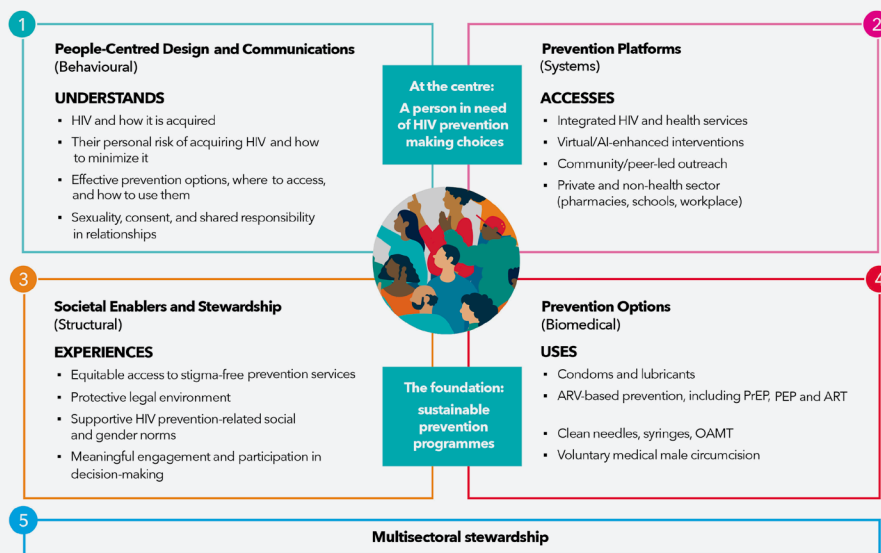 1
People-Centred Design and Communications
(Behavioural)
UNDERSTANDS
▪ HIV and how it is acquired
▪ Their personal risk of acquiring HIV and how
to minimize it
▪ Effective prevention options, where to access,
and how to use them
▪ Sexuality, consent, and shared responsibility
in relationships
At the centre:
A person in need
of HIV prevention
making choices
2
Prevention Platforms
(Systems)
ACCESSES
▪ Integrated HIV and health services
▪ Virtual/AI-enhanced interventions
▪ Community/peer-led outreach
▪ Private and non-health sector
(pharmacies, schools, workplace)
3
Societal Enablers and Stewardship
(Structural)
EXPERIENCES
▪ Equitable access to stigma-free prevention services
▪ Protective legal environment
▪ Supportive HIV prevention-related social
and gender norms
▪ Meaningful engagement and participation in
decision-making
The foundation:
sustainable
prevention
programmes
4
Prevention Options
(Biomedical)
USES
▪ Condoms and lubricants
▪ ARV-based prevention, including PrEP, PEP and ART
▪ Clean needles, syringes, OAMT
▪ Voluntary medical male circumcision
5
Multisectoral stewardship